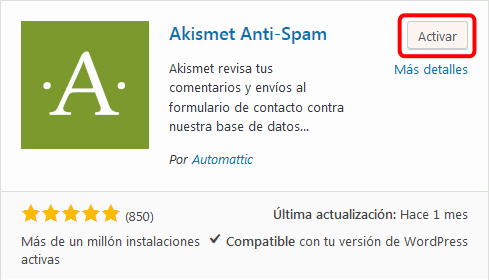 Akismet Anti-Spam
Activar
Más detalles
Akismet revisa tus
comentarios y envíos al
formulario de contacto contra
nuestra base de datos...
Por Automattic
·A·
(850)
Última actualización: Hace 1 mes
Más de un millón instalaciones
activas
Compatible con tu versión de WordPress